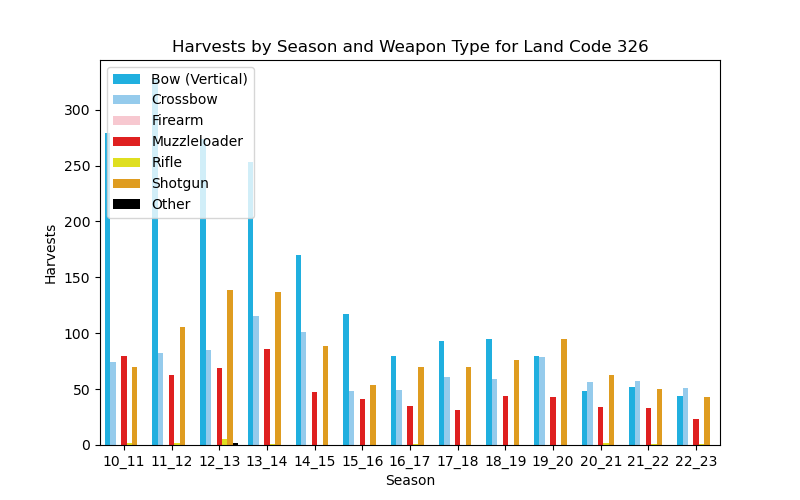 Harvests by Season and Weapon Type for Land Code 326
Bow (Vertical)
Crossbow
Firearm
Muzzleloader
Rifle
Shotgun
Other
Harvests
300
250
200
150
100
50
0
10_11 11_12 12_13 13_14 14_15 15_16 16_17 17_18 18_19 19_20 20_21 21_22 22_23
Season